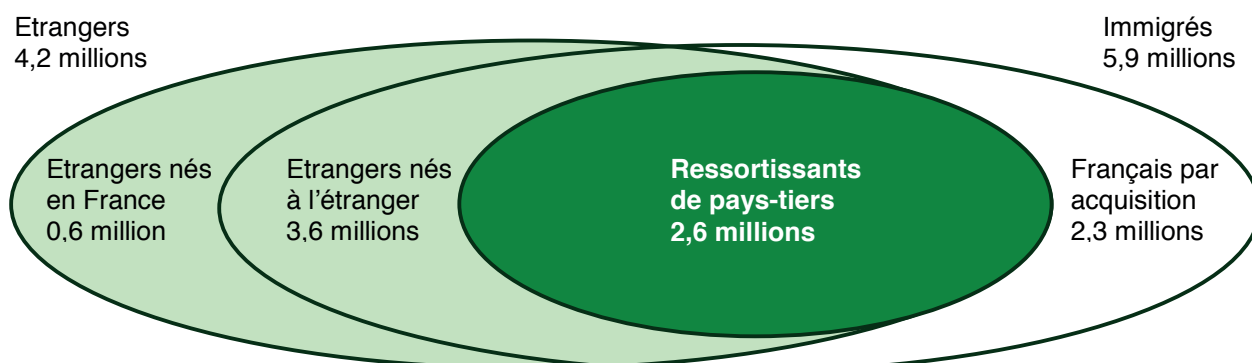 Etrangers
4,2 millions
Immigrés
5,9 millions
Etrangers nés
en France
0,6 million
Etrangers nés
à l'étranger
3,6 millions
Ressortissants
de pays-tiers
2,6 millions
Français par
acquisition
2,3 millions